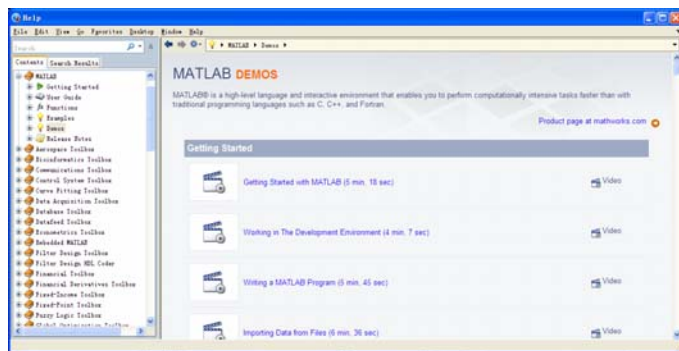 Help
File Edit View Go Favorites Desktop Window Help
Search
MATLAB ▸ Demos ▸
Contents Search Results
MATLAB
Getting Started
User Guide
Functions
Examples
Demos
Release Notes
Aerospace Toolbox
Bioinformatics Toolbox
Communications Toolbox
Control System Toolbox
Curve Fitting Toolbox
Data Acquisition Toolbox
Database Toolbox
Datafeed Toolbox
Econometrics Toolbox
Embedded MATLAB
Filter Design Toolbox
Filter Design HDL Coder
Financial Toolbox
Financial Derivatives Toolbox
Fixed-Income Toolbox
Fixed-Point Toolbox
Fuzzy Logic Toolbox
Global Optimization Toolbox
MATLAB DEMOS
MATLAB® is a high-level language and interactive environment that enables you to perform computationally intensive tasks faster than with
traditional programming languages such as C, C++, and Fortran.
Product page at mathworks.com
Getting Started
Getting Started with MATLAB (5 min, 18 sec) Video
Working in The Development Environment (4 min, 7 sec) Video
Writing a MATLAB Program (5 min, 45 sec) Video
Importing Data from Files (6 min, 36 sec) Video